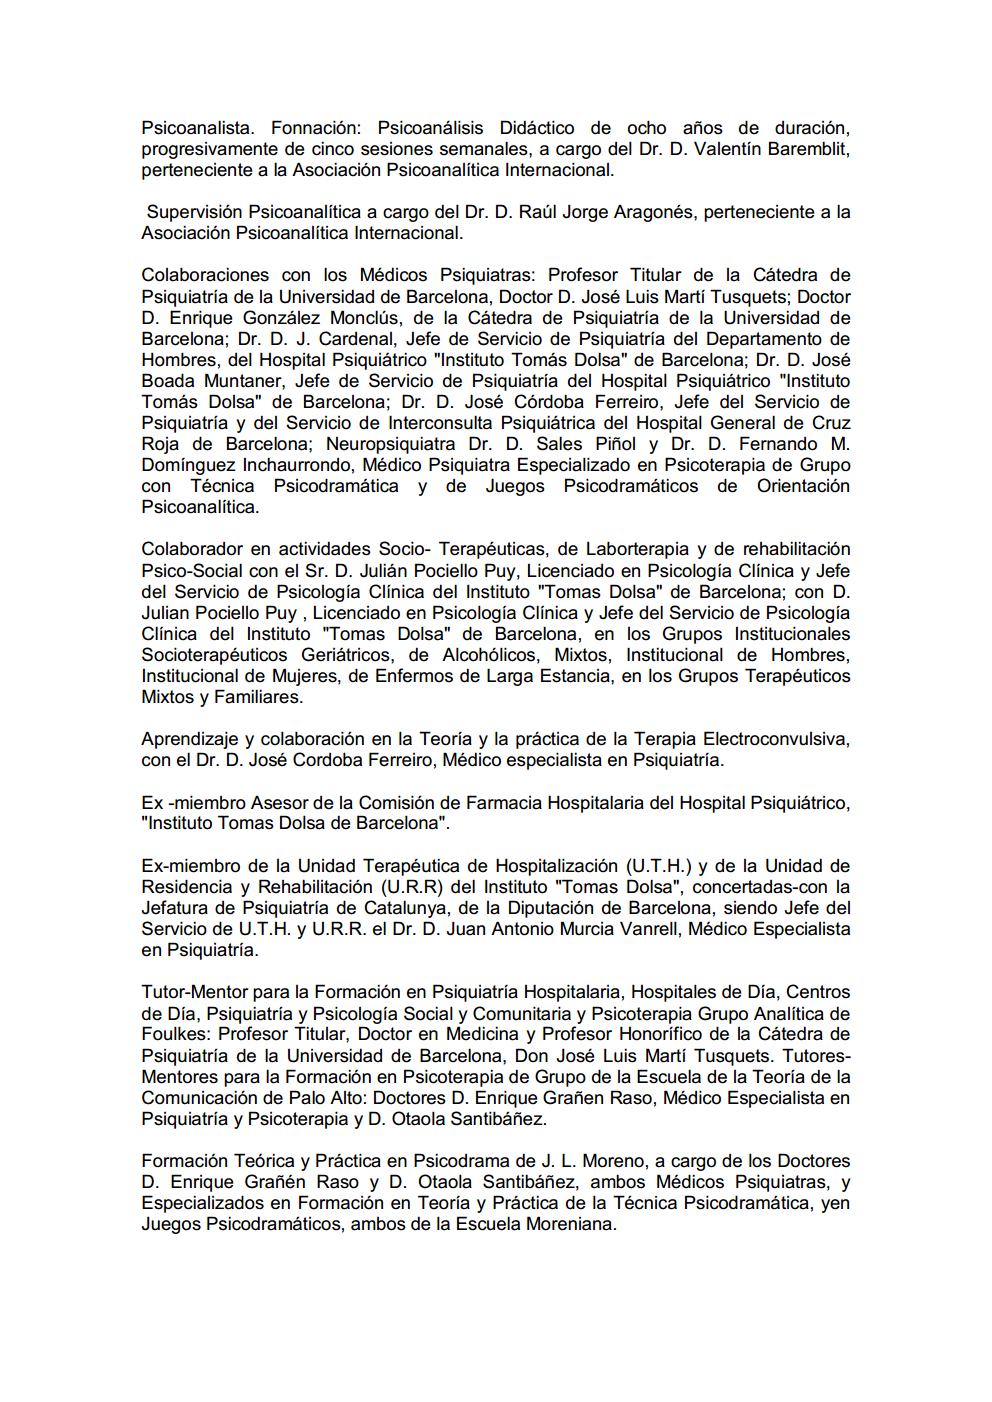 Psicoanalista. Fonnación: Psicoanálisis Didáctico de ocho años de duración,
progresivamente de cinco sesiones semanales, a cargo del Dr. D. Valentín Baremblit,
perteneciente a la Asociación Psicoanalítica Internacional.
Supervisión Psicoanalítica a cargo del Dr. D. Raúl Jorge Aragonés, perteneciente a la
Asociación Psicoanalítica Internacional.
Colaboraciones con los Médicos Psiquiatras: Profesor Titular de la Cátedra de
Psiquiatría de la Universidad de Barcelona, Doctor D. José Luis Martí Tusquets; Doctor
D. Enrique González Monclús, de la Cátedra de Psiquiatría de la Universidad de
Barcelona; Dr. D. J. Cardenal, Jefe de Servicio de Psiquiatría del Departamento de
Hombres, del Hospital Psiquiátrico "Instituto Tomás Dolsa" de Barcelona; Dr. D. José
Boada Muntaner, Jefe de Servicio de Psiquiatría del Hospital Psiquiátrico "Instituto
Tomás Dolsa" de Barcelona; Dr. D. José Córdoba Ferreiro, Jefe del Servicio de
Psiquiatría y del Servicio de Interconsulta Psiquiátrica del Hospital General de Cruz
Roja de Barcelona; Neuropsiquiatra Dr. D. Sales Piñol y Dr. D. Fernando M.
Domínguez Inchaurrondo, Médico Psiquiatra Especializado en Psicoterapia de Grupo
con Técnica Psicodramática y de Juegos Psicodramáticos de Orientación
Psicoanalítica.
Colaborador en actividades Socio- Terapéuticas, de Laborterapia y de rehabilitación
Psico-Social con el Sr. D. Julián Pociello Puy, Licenciado en Psicología Clínica y Jefe
del Servicio de Psicología Clínica del Instituto "Tomas Dolsa" de Barcelona; con D.
Julian Pociello Puy , Licenciado en Psicología Clínica y Jefe del Servicio de Psicología
Clínica del Instituto "Tomas Dolsa" de Barcelona, en los Grupos Institucionales
Socioterapéuticos Geriátricos, de Alcohólicos, Mixtos, Institucional de Hombres,
Institucional de Mujeres, de Enfermos de Larga Estancia, en los Grupos Terapéuticos
Mixtos y Familiares.
Aprendizaje y colaboración en la Teoría y la práctica de la Terapia Electroconvulsiva,
con el Dr. D. José Cordoba Ferreiro, Médico especialista en Psiquiatría.
Ex -miembro Asesor de la Comisión de Farmacia Hospitalaria del Hospital Psiquiátrico,
"Instituto Tomas Dolsa de Barcelona".
Ex-miembro de la Unidad Terapéutica de Hospitalización (U.T.H.) y de la Unidad de
Residencia y Rehabilitación (U.R.R) del Instituto "Tomas Dolsa", concertadas-con la
Jefatura de Psiquiatría de Catalunya, de la Diputación de Barcelona, siendo Jefe del
Servicio de U.T.H. y U.R.R. el Dr. D. Juan Antonio Murcia Vanrell, Médico Especialista
en Psiquiatría.
Tutor-Mentor para la Formación en Psiquiatría Hospitalaria, Hospitales de Día, Centros
de Día, Psiquiatría y Psicología Social y Comunitaria y Psicoterapia Grupo Analítica de
Foulkes: Profesor Titular, Doctor en Medicina y Profesor Honorífico de la Cátedra de
Psiquiatría de la Universidad de Barcelona, Don José Luis Martí Tusquets. Tutores-
Mentores para la Formación en Psicoterapia de Grupo de la Escuela de la Teoría de la
Comunicación de Palo Alto: Doctores D. Enrique Grañen Raso, Médico Especialista en
Psiquiatría y Psicoterapia y D. Otaola Santibáñez.
Formación Teórica y Práctica en Psicodrama de J. L. Moreno, a cargo de los Doctores
D. Enrique Grañén Raso y D. Otaola Santibáñez, ambos Médicos Psiquiatras, y
Especializados en Formación en Teoría y Práctica de la Técnica Psicodramática, yen
Juegos Psicodramáticos, ambos de la Escuela Moreniana.